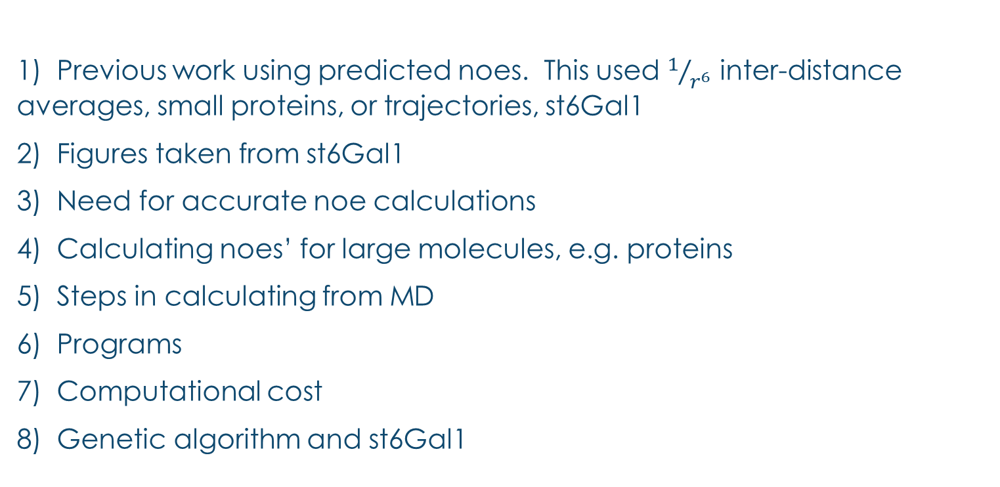 1) Previous work using predicted noes. This used 1/r⁶ inter-distance
averages, small proteins, or trajectories, st6Gal1
2) Figures taken from st6Gal1
3) Need for accurate noe calculations
4) Calculating noes’ for large molecules, e.g. proteins
5) Steps in calculating from MD
6) Programs
7) Computational cost
8) Genetic algorithm and st6Gal1